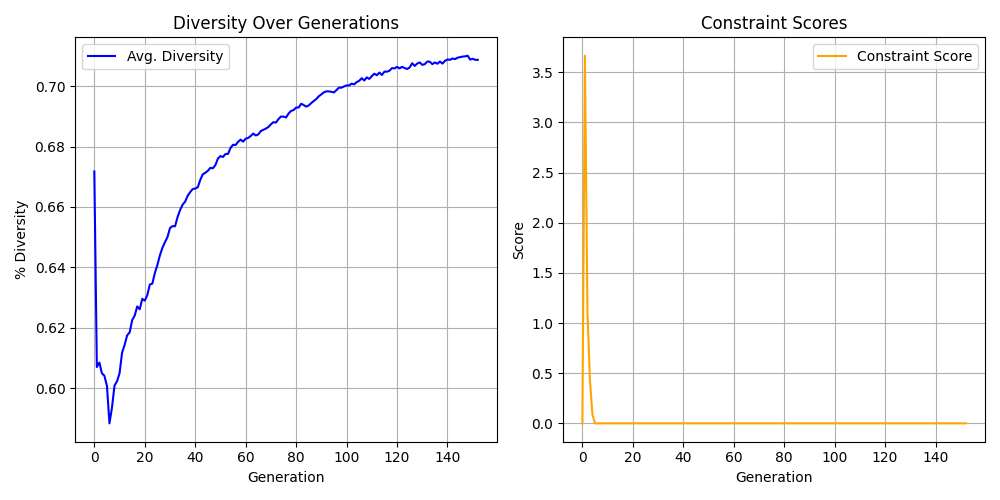 Diversity Over Generations
Avg. Diversity
% Diversity
0.70
0.68
0.66
0.64
0.62
0.60
0 20 40 60 80 100 120 140
Generation
Constraint Scores
Constraint Score
Score
3.5
3.0
2.5
2.0
1.5
1.0
0.5
0.0
0 20 40 60 80 100 120 140
Generation